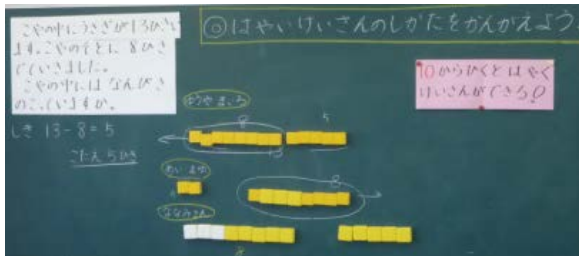 ◎はやいけいさんのしかたをかんがえよう
こやの中にうさぎが13びきい
ます。こやのそとに 8ひき
でていきました。
こやの中には なんびき
のこっていますか。
しき 13-8=5
こたえ 5ひき
10からひくと はやく
けいさんができる!
8
5
13
8
8